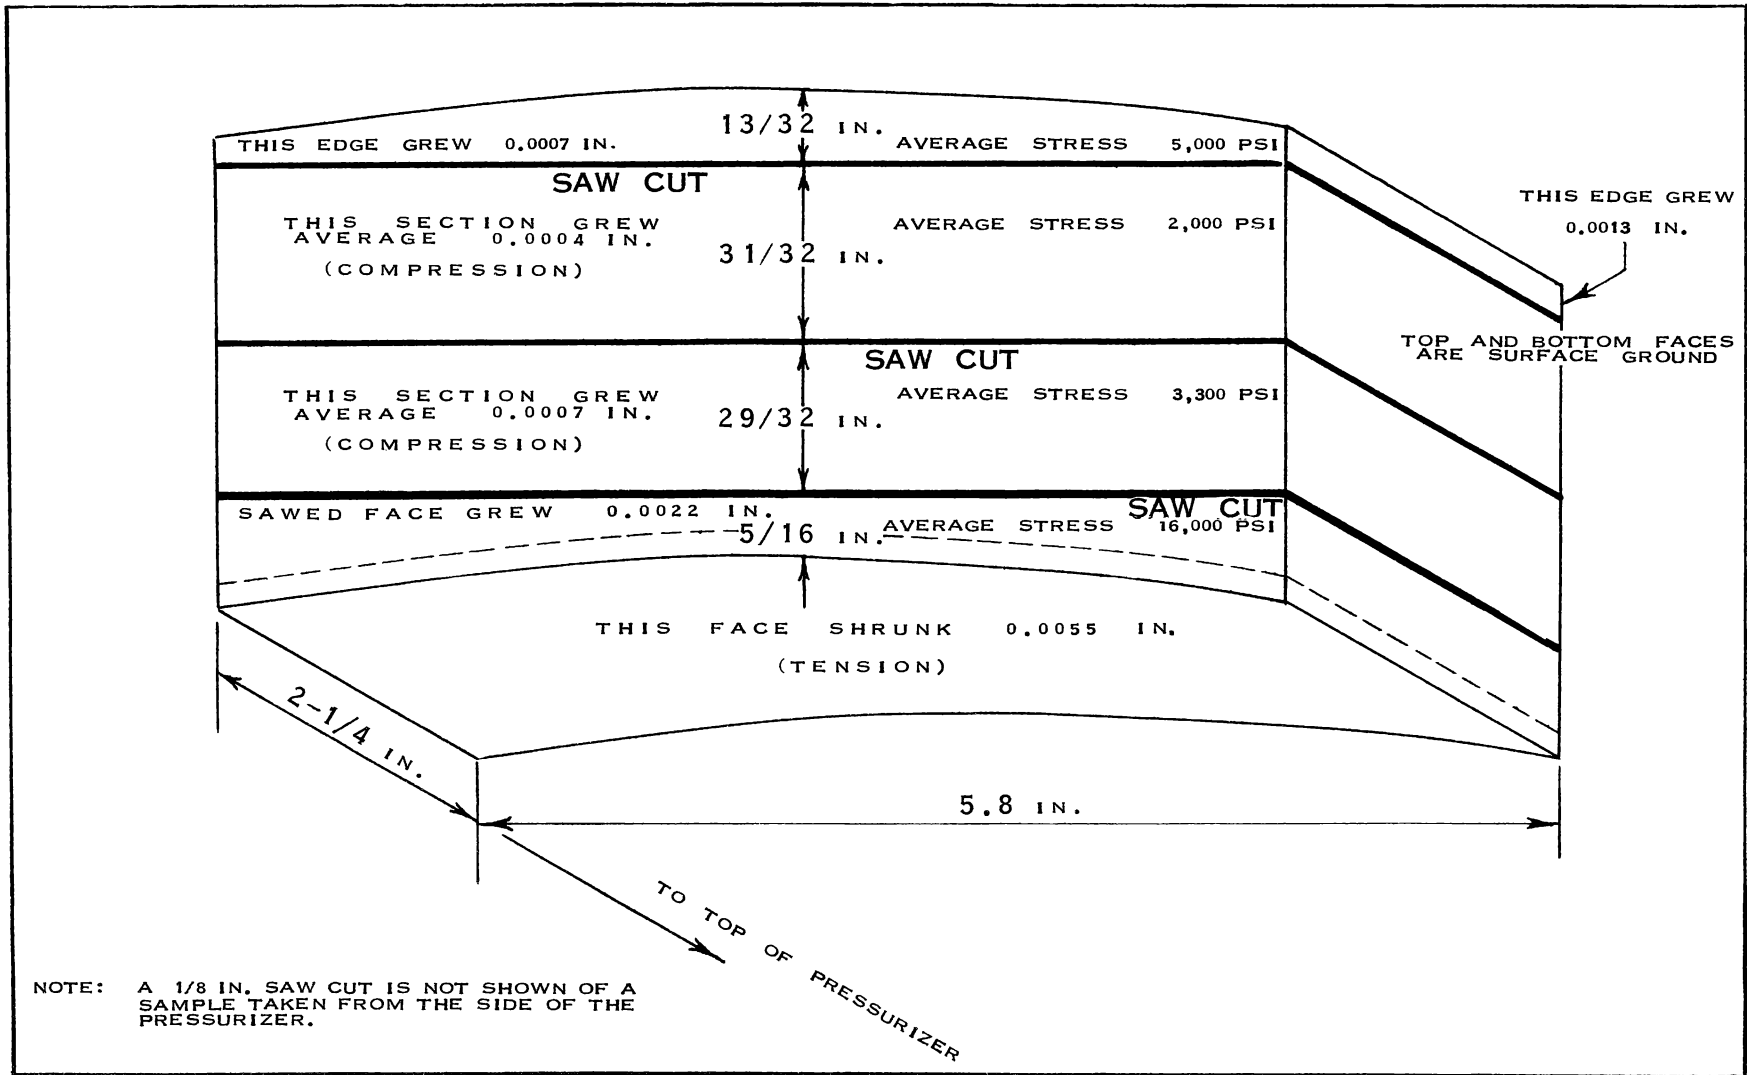 13/32 IN.
THIS EDGE GREW 0.0007 IN.
AVERAGE STRESS 5,000 PSI
SAW CUT
THIS SECTION GREW
AVERAGE 0.0004 IN.
(COMPRESSION)
31/32 IN.
AVERAGE STRESS 2,000 PSI
THIS EDGE GREW
0.0013 IN.
TOP AND BOTTOM FACES
ARE SURFACE GROUND
SAW CUT
THIS SECTION GREW
AVERAGE 0.0007 IN.
(COMPRESSION)
29/32 IN.
AVERAGE STRESS 3,300 PSI
SAW CUT
SAWED FACE GREW 0.0022 IN.
5/16 IN.
AVERAGE STRESS 16,000 PSI
THIS FACE SHRUNK 0.0055 IN.
(TENSION)
2-1/4 IN.
5.8 IN.
TO TOP OF PRESSURIZER
NOTE: A 1/8 IN. SAW CUT IS NOT SHOWN OF A
SAMPLE TAKEN FROM THE SIDE OF THE
PRESSURIZER.